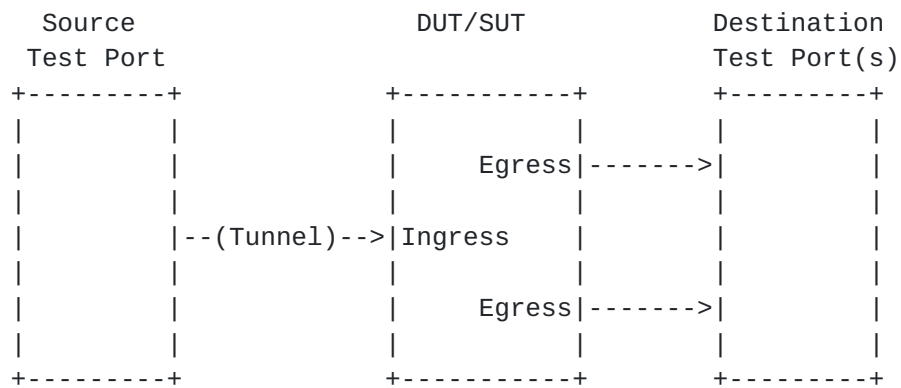 Source DUT/SUT Destination
Test Port Test Port(s)
+---------+ +-----------+ +---------+
| | | | | |
| | | Egress|------->| |
| | | | | |
| |--(Tunnel)-->|Ingress | | |
| | | | | |
| | | Egress|------->| |
| | | | | |
+---------+ +-----------+ +---------+